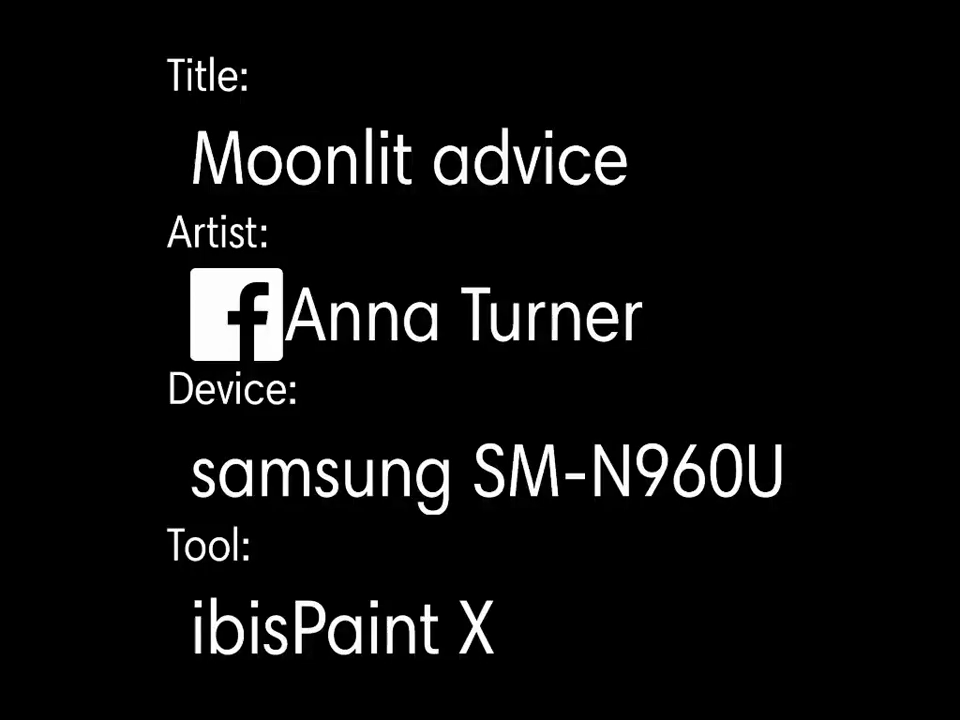 Title:
Moonlit advice
Artist:
Anna Turner
Device:
samsung SM-N960U
Tool:
ibisPaint X